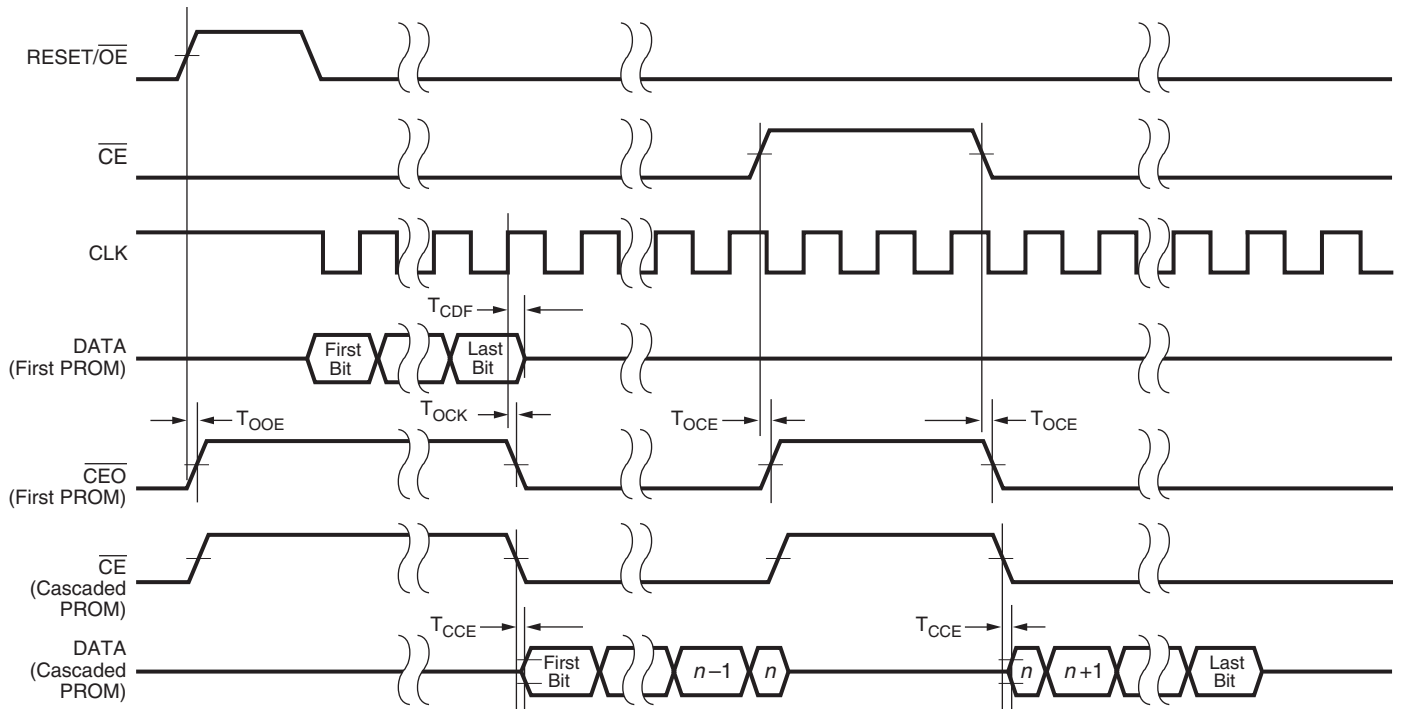 RESET/OE
CE
CLK
TCDF
DATA
(First PROM)
First
Bit
Last
Bit
TOOE
TOCK
TOCE
TOCE
CEO
(First PROM)
CE
(Cascaded
PROM)
TCCE
TCCE
DATA
(Cascaded
PROM)
First
Bit
n–1
n
n
n+1
Last
Bit